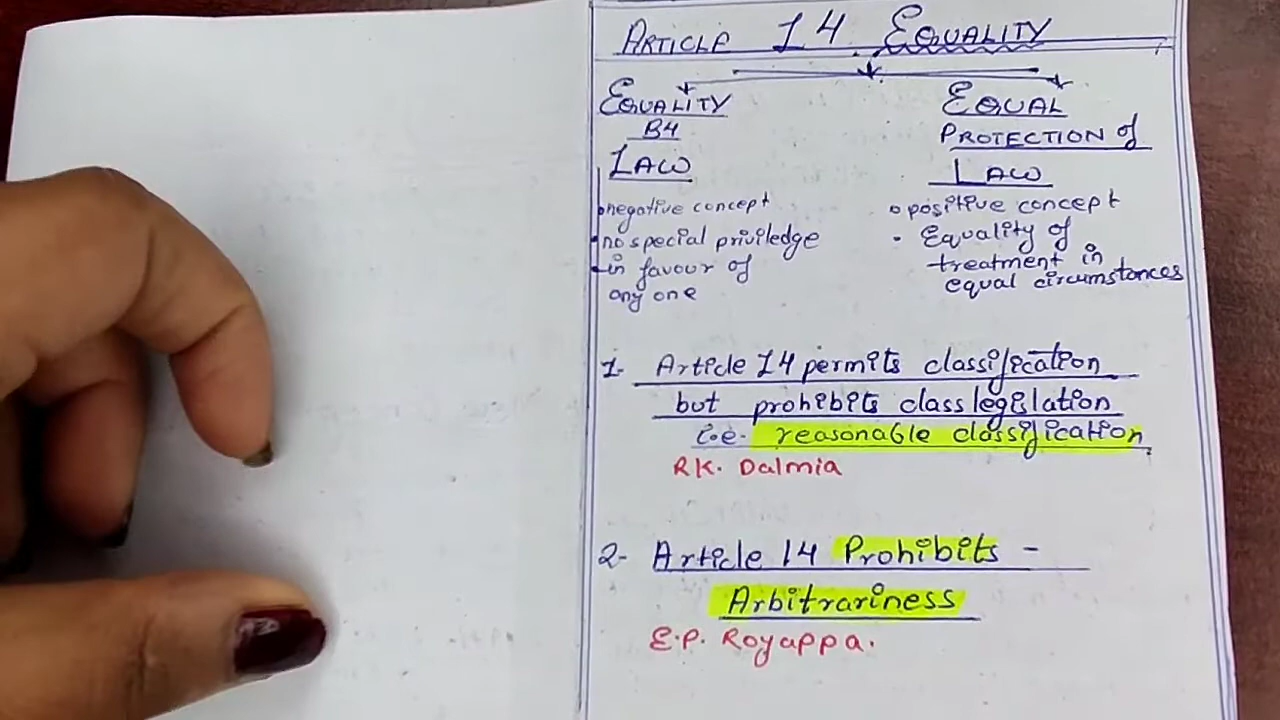 ARTICLE 14. EQUALITY
EQUALITY
B4
LAW
negative concept
no special priviledge
in favour of
any one
EQUAL
PROTECTION of
LAW
positive concept
Equality of
treatment in
equal circumstances
1- Article 14 permits classification
but prohibits class legislation
i.e. reasonable classification
RK. Dalmia
2- Article 14 Prohibits -
Arbitrariness
E.P. Royappa.